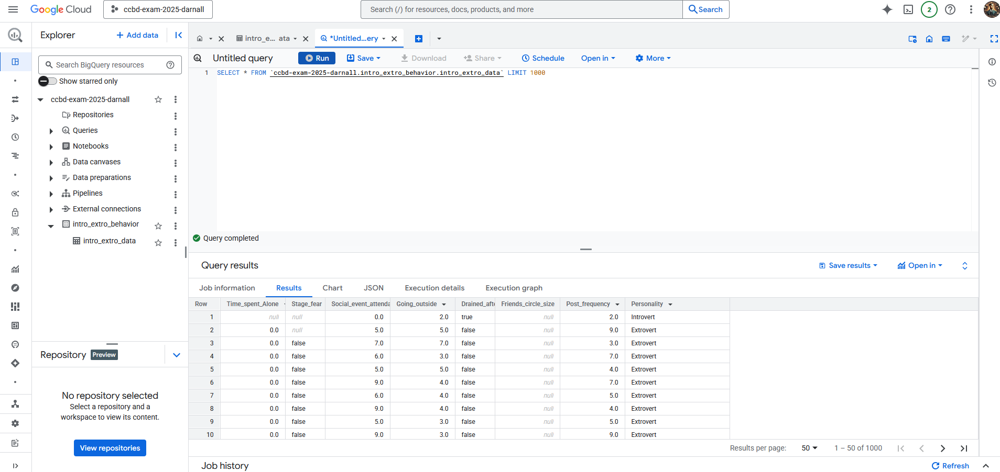 Google Cloud
ccbd-exam-2025-darnall
Search (/) for resources, docs, products, and more
Search
2
Explorer
+ Add data
intro_e... ata
*Untitled...ery
Search BigQuery resources
Untitled query
Run
Save
Download
Share
Schedule
Open in
More
Show starred only
1 SELECT * FROM `ccbd-exam-2025-darnall.intro_extro_behavior.intro_extro_data` LIMIT 1000
ccbd-exam-2025-darnall
Repositories
Queries
Notebooks
Data canvases
Data preparations
Pipelines
External connections
intro_extro_behavior
intro_extro_data
Query completed
Query results
Save results
Open in
Job information Results Chart JSON Execution details Execution graph
Row Time_spent_Alone Stage_fear Social_event_attenda Going_outside Drained_afte Friends_circle_size Post_frequency Personality
1 null null 0.0 2.0 true null 2.0 Introvert
2 0.0 null 5.0 5.0 false null 9.0 Extrovert
3 0.0 false 7.0 7.0 false null 3.0 Extrovert
4 0.0 false 6.0 3.0 false null 7.0 Extrovert
5 0.0 false 5.0 5.0 false null 4.0 Extrovert
6 0.0 false 9.0 4.0 false null 7.0 Extrovert
7 0.0 false 6.0 4.0 false null 5.0 Extrovert
8 0.0 false 9.0 4.0 false null 4.0 Extrovert
9 0.0 false 5.0 3.0 false null 5.0 Extrovert
10 0.0 false 9.0 3.0 false null 9.0 Extrovert
Repository Preview
No repository selected
Select a repository and a
workspace to view its content.
View repositories
Results per page: 50 1 – 50 of 1000
Job history
Refresh